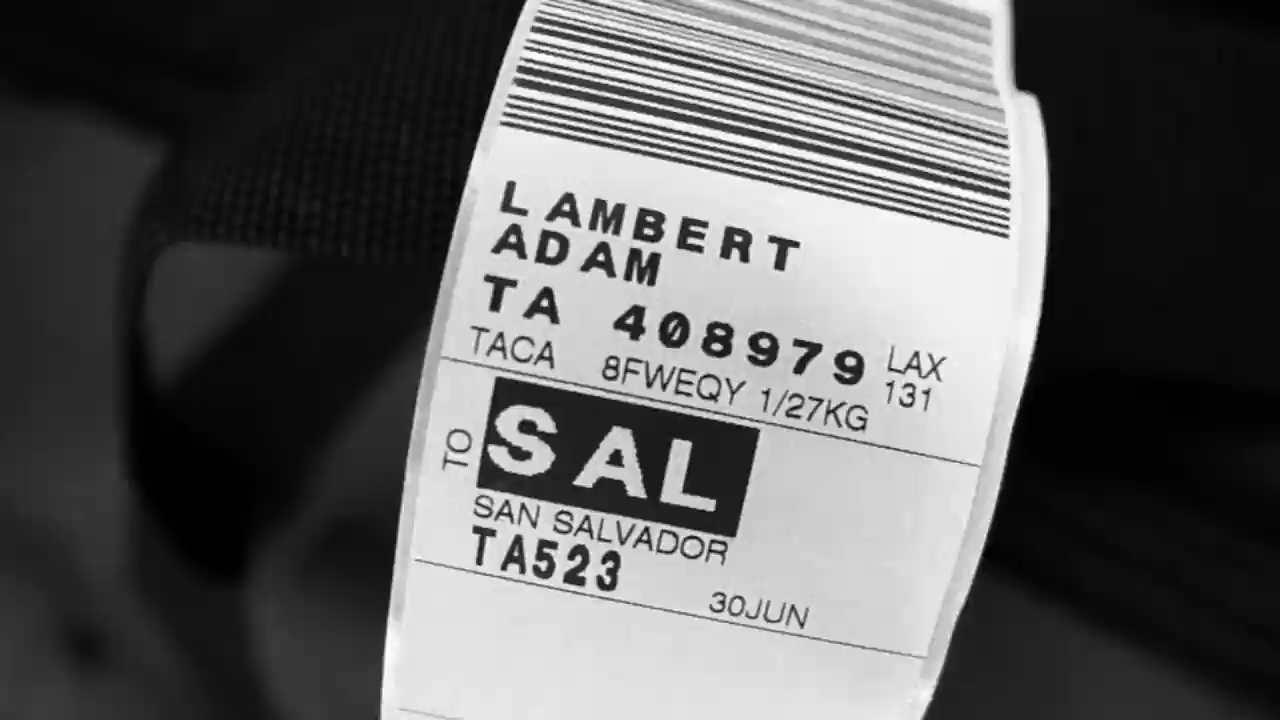 LAMBERT
ADAM
TA 408979 LAX
TACA 8FWEQY 1/27KG 131
TO SAL
SAN SALVADOR
TA523
30JUN